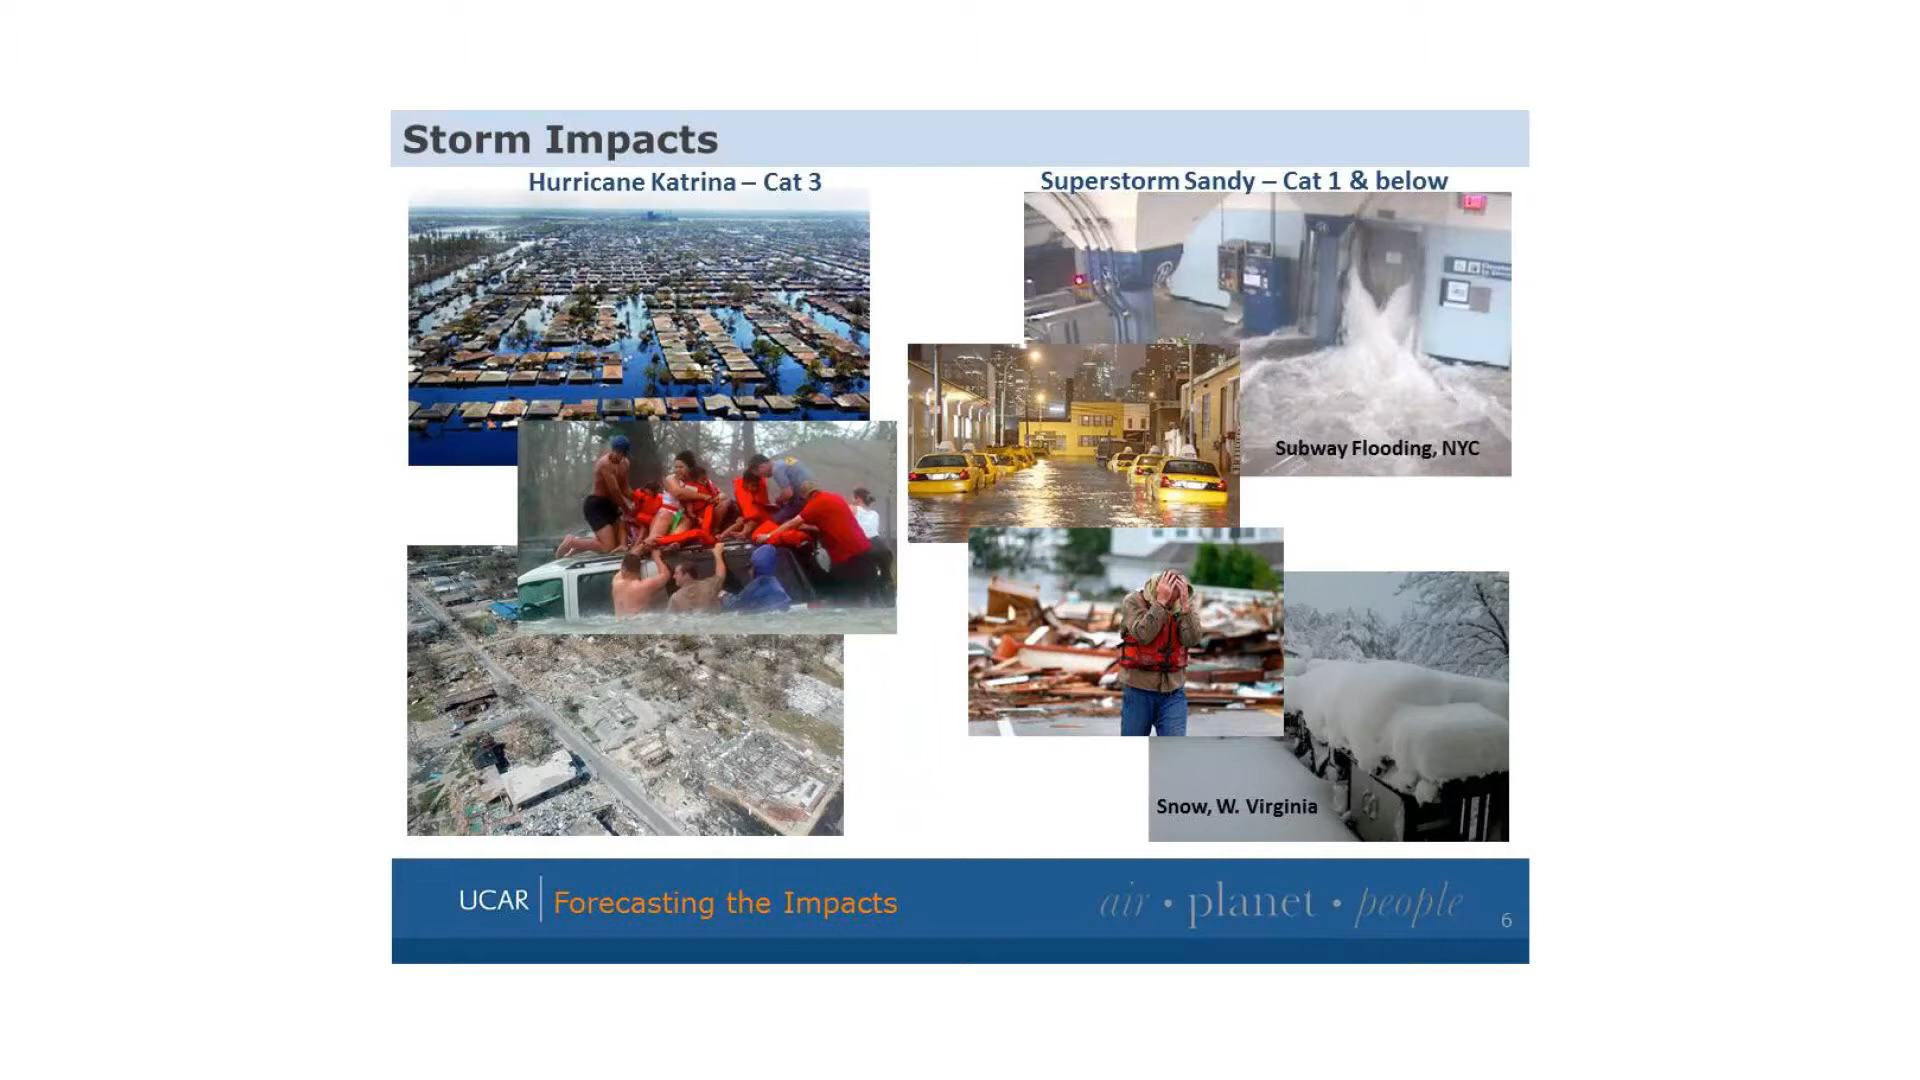 Storm Impacts
Hurricane Katrina – Cat 3
Superstorm Sandy – Cat 1 & below
Subway Flooding, NYC
Snow, W. Virginia
UCAR
Forecasting the Impacts
air • planet • people
6